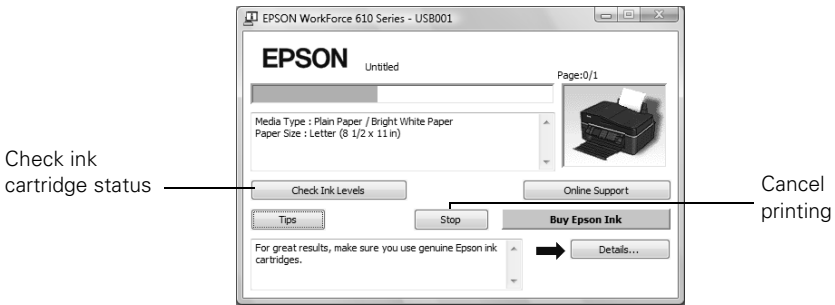 EPSON WorkForce 610 Series - USB001
EPSON
Untitled
Page:0/1
Media Type : Plain Paper / Bright White Paper
Paper Size : Letter (8 1/2 x 11 in)
Check ink
cartridge status
Check Ink Levels
Online Support
Cancel
printing
Tips
Stop
Buy Epson Ink
For great results, make sure you use genuine Epson ink
cartridges.
Details...